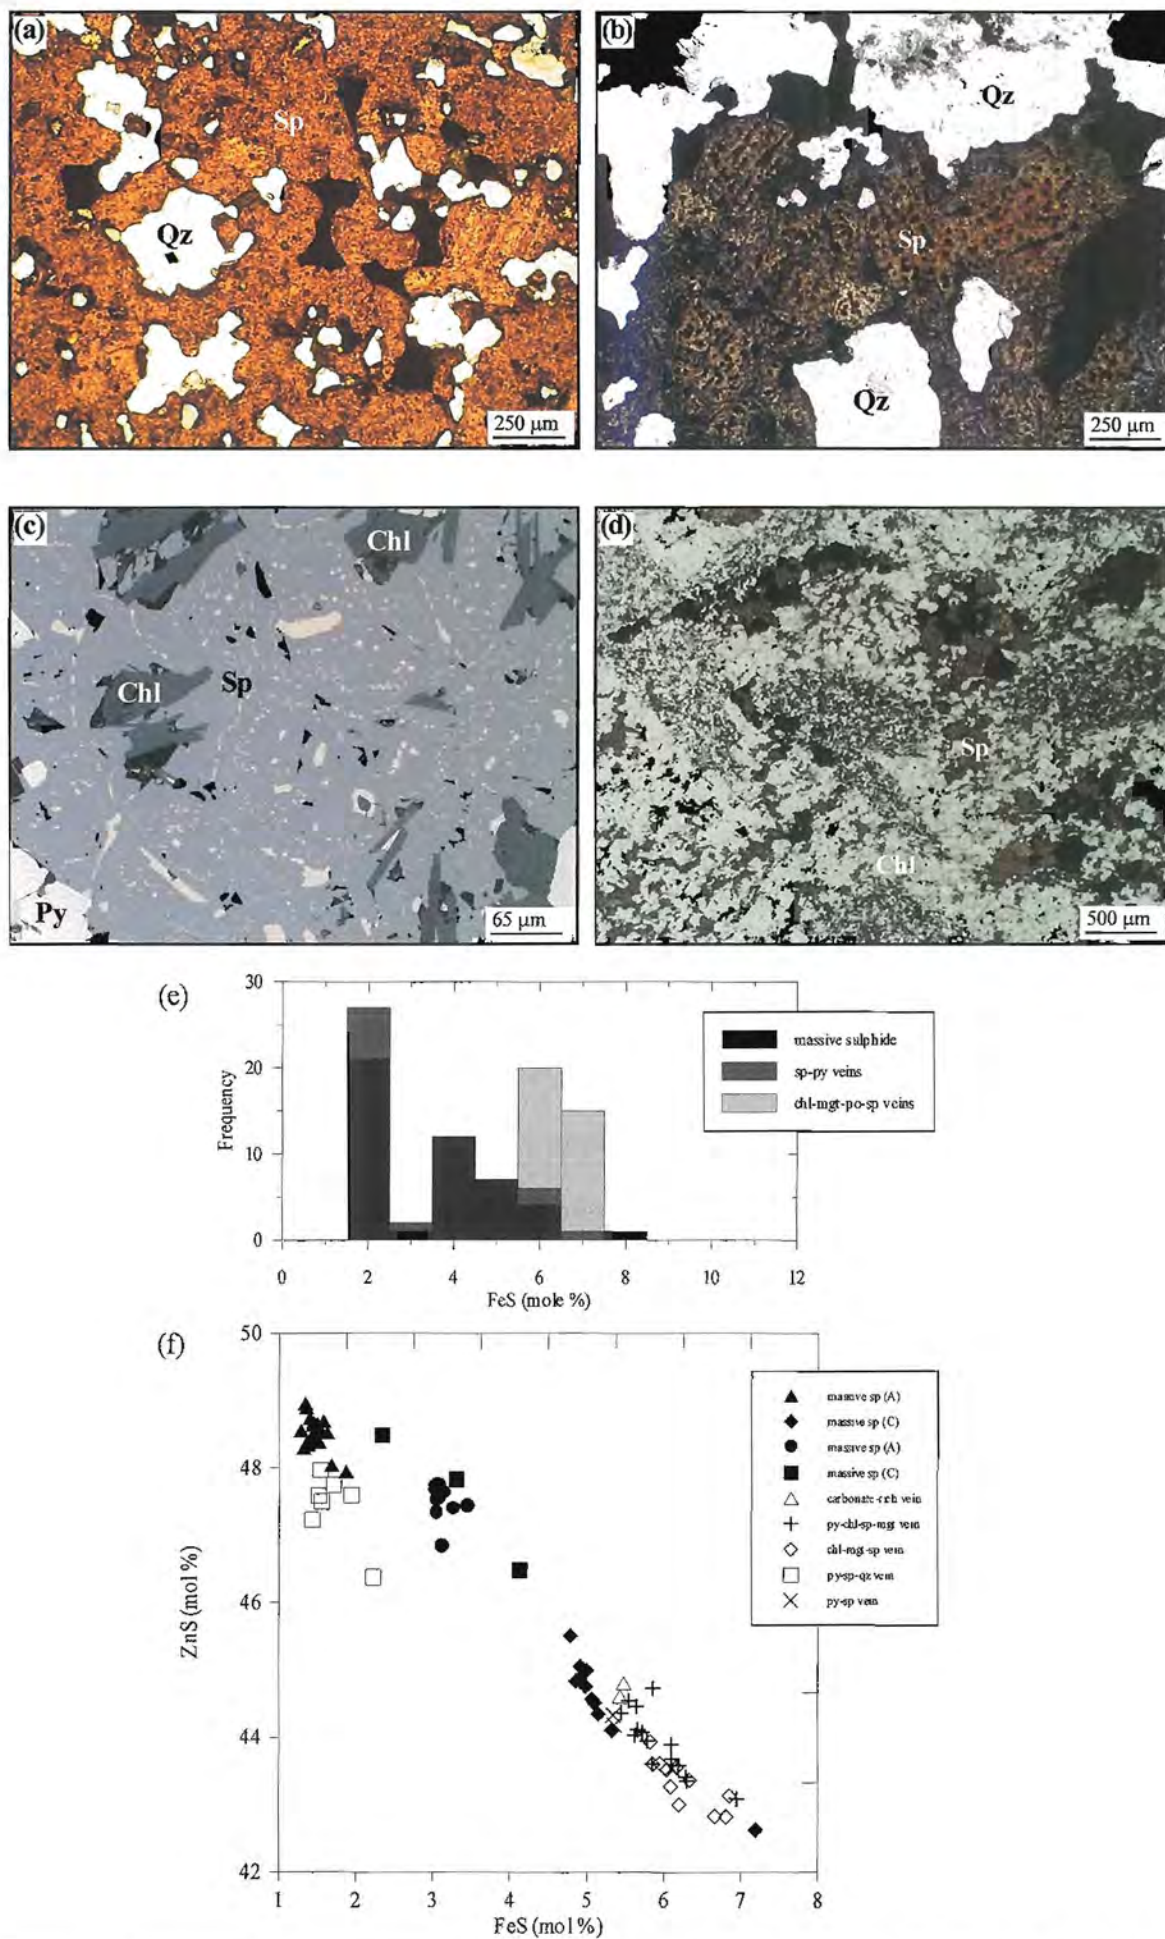 (a)
Sp
Qz
250 µm
(b)
Qz
Sp
Qz
250 µm
(c)
Chl
Chl
Sp
Py
65 µm
(d)
Sp
Chl
500 µm
(e)
30
20
10
0
Frequency
0 2 4 6 8 10 12
FeS (mole %)
massive sulphide
sp-py veins
chl-mgt-po-sp veins
(f)
50
48
46
44
42
ZnS (mol %)
1 2 3 4 5 6 7 8
FeS (mol %)
massive sp (A)
massive sp (C)
massive sp (A)
massive sp (C)
carbonate-rich vein
py-chl-sp-mgt vein
chl-mgt-sp vein
py-sp-qz vein
py-sp vein